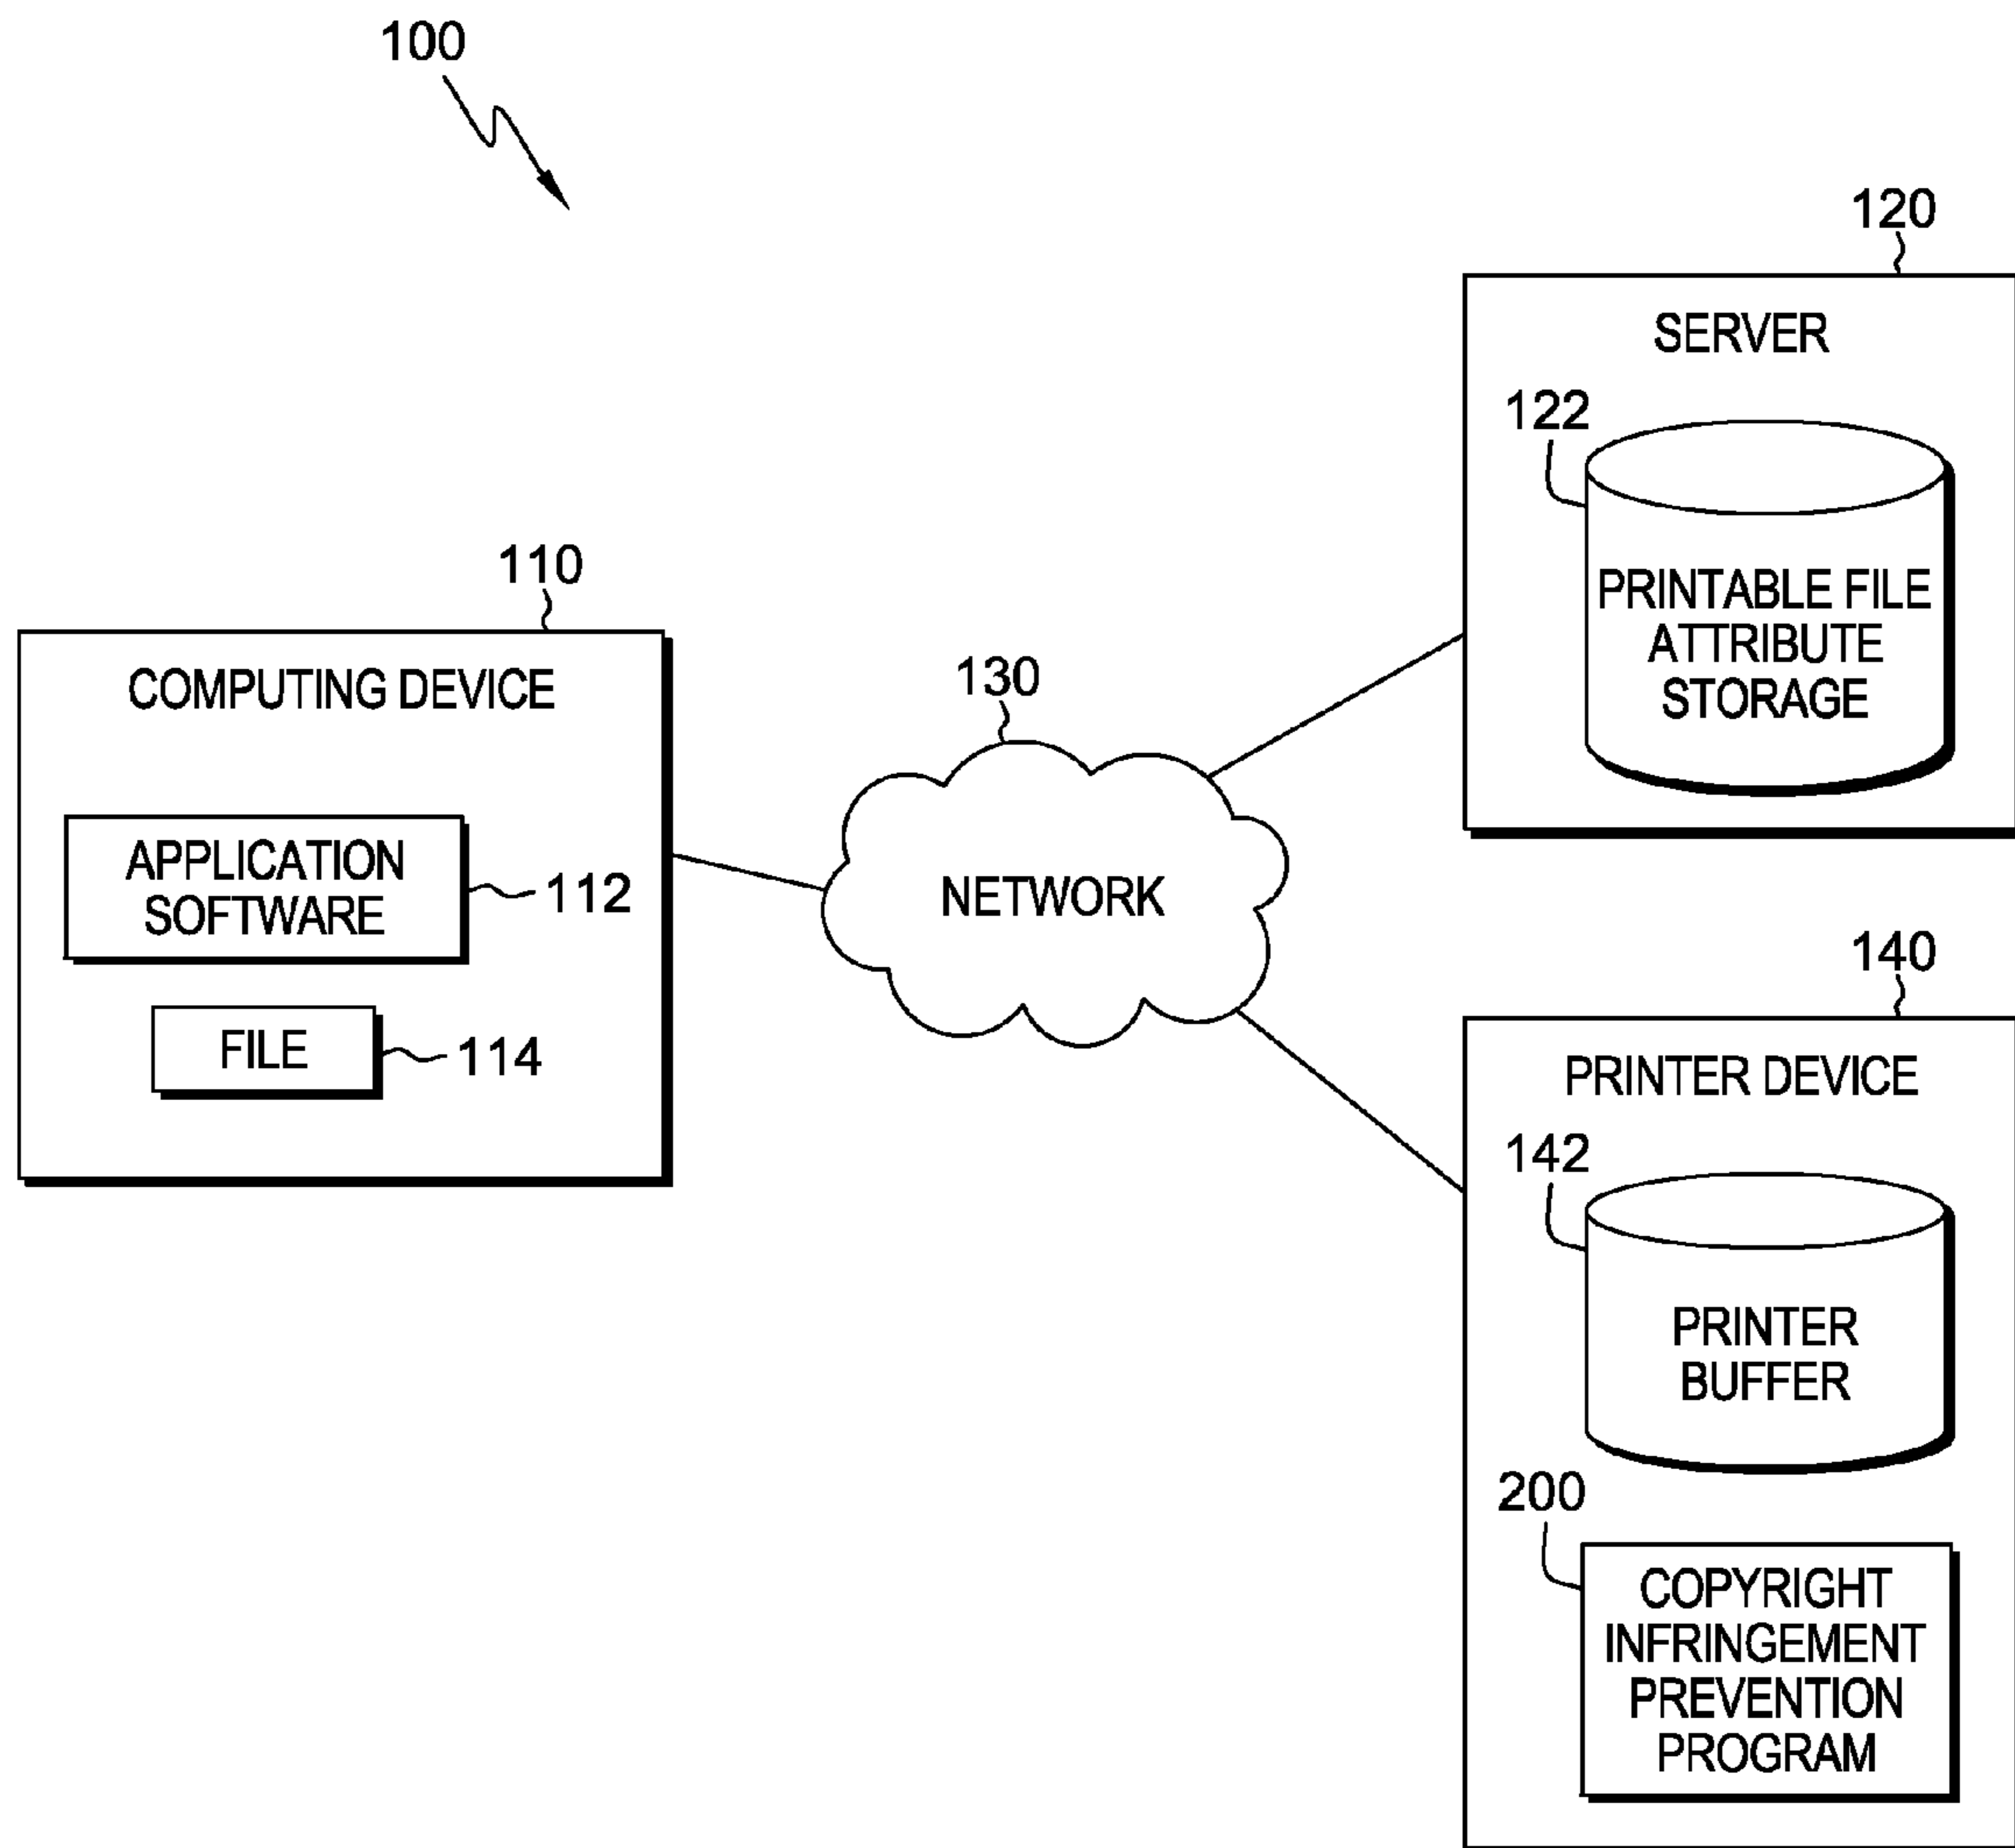 100
110
COMPUTING DEVICE
APPLICATION
SOFTWARE
112
FILE
114
130
NETWORK
120
SERVER
122
PRINTABLE FILE
ATTRIBUTE
STORAGE
140
PRINTER DEVICE
142
PRINTER
BUFFER
200
COPYRIGHT
INFRINGEMENT
PREVENTION
PROGRAM